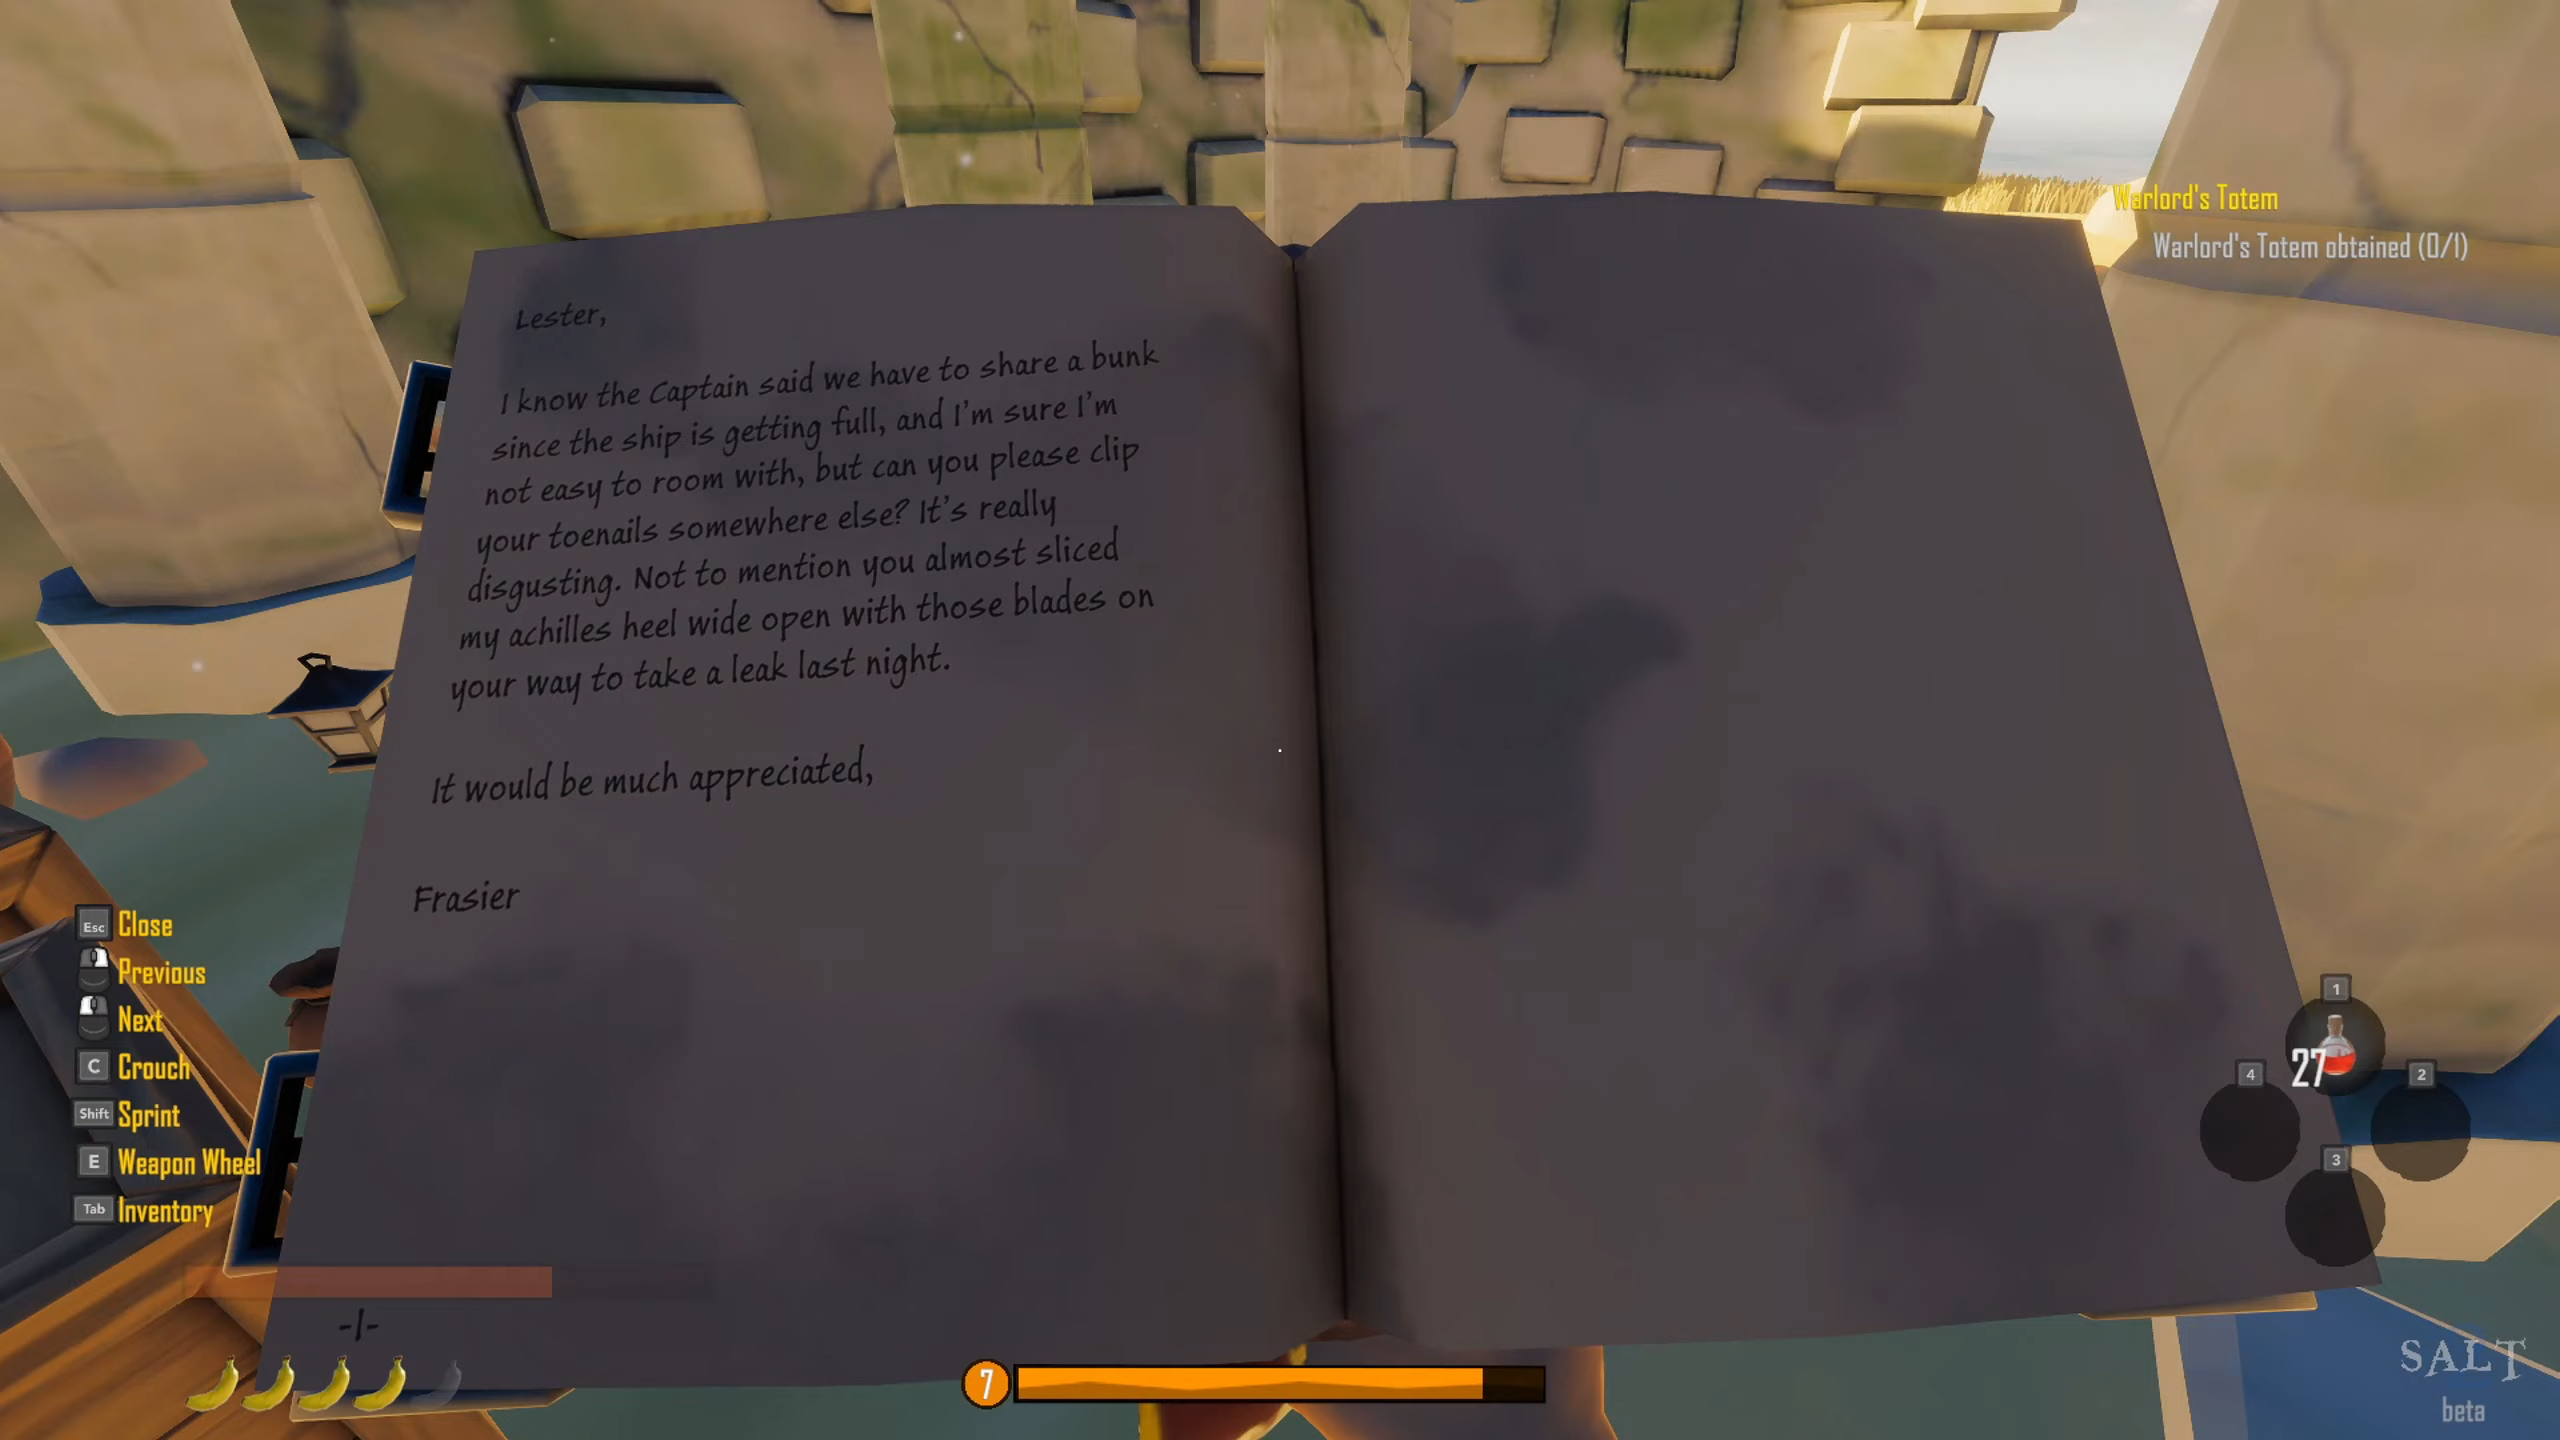 Warlord's Totem
Warlord's Totem obtained (0/1)
Lester,
I know the Captain said we have to share a bunk
since the ship is getting full, and I'm sure I'm
not easy to room with, but can you please clip
your toenails somewhere else? It's really
disgusting. Not to mention you almost sliced
my achilles heel wide open with those blades on
your way to take a leak last night.
It would be much appreciated,
Frasier
Esc Close
Previous
Next
C Crouch
Shift Sprint
E Weapon Wheel
Tab Inventory
-1-
7
1
27
4
2
3
SALT
beta